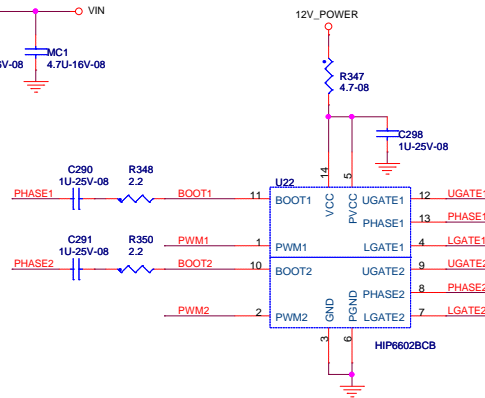 VIN
12V_POWER
MC1
6V-08
4.7U-16V-08
R347
4.7-08
C298
1U-25V-08
14
5
C290
1U-25V-08
R348
2.2
U22
PHASE1
BOOT1
11
BOOT1
VCC
PVCC
UGATE1
12
UGATE1
PHASE1
13
PHASE1
C291
1U-25V-08
R350
2.2
PWM1
1
PWM1
LGATE1
4
LGATE1
PHASE2
BOOT2
10
BOOT2
UGATE2
9
UGATE2
PHASE2
8
PHASE2
PWM2
2
PWM2
GND
PGND
LGATE2
7
LGATE2
3
6
HIP6602BCB